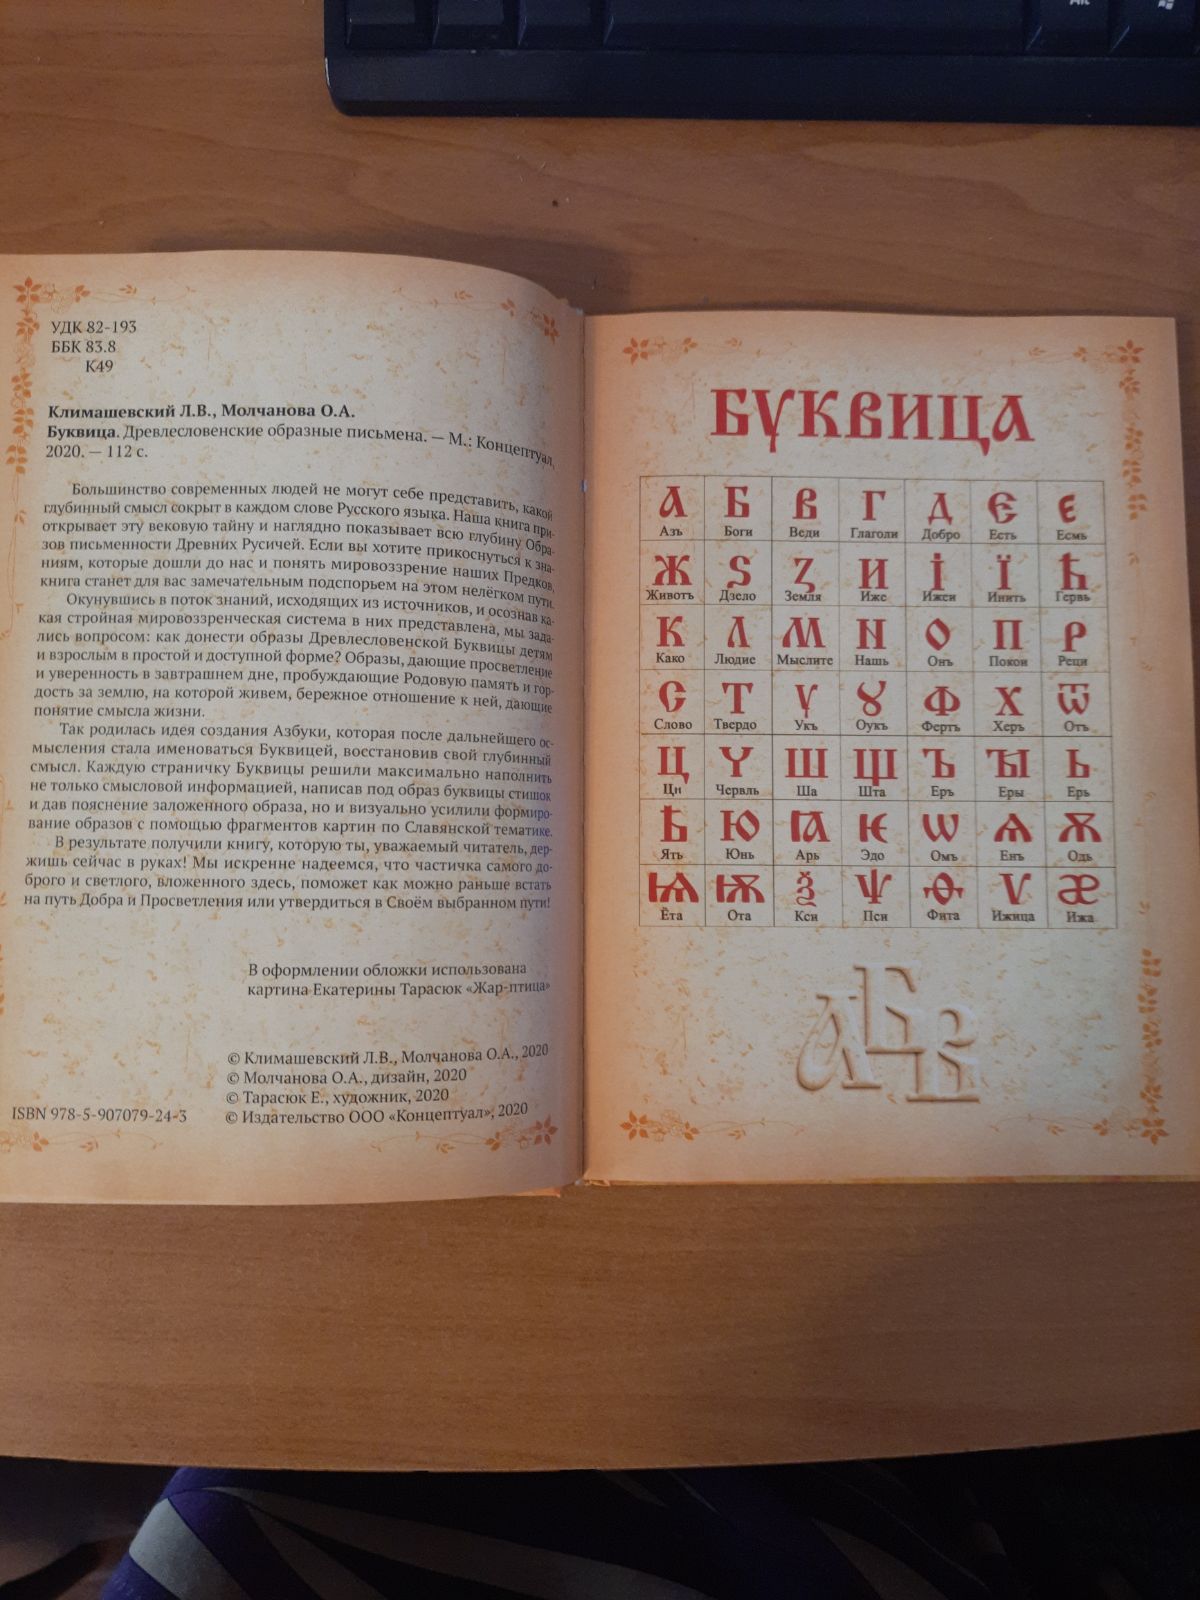 Alt
УДК 82-193
ББК 83.8
К49
Климашевский Л.В., Молчанова О.А.
Буквица. Древлесловенские образные письмена. — М.: Концептуал,
2020. — 112 с.
Большинство современных людей не могут себе представить, какой
глубинный смысл сокрыт в каждом слове Русского языка. Наша книга при-
открывает эту вековую тайну и наглядно показывает всю глубину Обра-
зов письменности Древних Русичей. Если вы хотите прикоснуться к зна-
ниям, которые дошли до нас и понять мировоззрение наших Предков,
книга станет для вас замечательным подспорьем на этом нелёгком пути.
Окунувшись в поток знаний, исходящих из источников, и осознав ка-
кая стройная мировоззренческая система в них представлена, мы зада-
лись вопросом: как донести образы Древлесловенской Буквицы детям
и взрослым в простой и доступной форме? Образы, дающие просветление
и уверенность в завтрашнем дне, пробуждающие Родовую память и гор-
дость за землю, на которой живем, бережное отношение к ней, дающие
понятие смысла жизни.
Так родилась идея создания Азбуки, которая после дальнейшего ос-
мысления стала именоваться Буквицей, восстановив свой глубинный
смысл. Каждую страничку Буквицы решили максимально наполнить
не только смысловой информацией, написав под образ буквицы стишок
и дав пояснение заложенного образа, но и визуально усилили формиро-
вание образов с помощью фрагментов картин по Славянской тематике.
В результате получили книгу, которую ты, уважаемый читатель, дер-
жишь сейчас в руках! Мы искренне надеемся, что частичка самого до-
брого и светлого, вложенного здесь, поможет как можно раньше встать
на путь Добра и Просветления или утвердиться в Своём выбранном пути!
В оформлении обложки использована
картина Екатерины Тарасюк «Жар-птица»
© Климашевский Л.В., Молчанова О.А., 2020
© Молчанова О.А., дизайн, 2020
© Тарасюк Е., художник, 2020
ISBN 978-5-907079-24-3 © Издательство ООО «Концептуал», 2020
БУКВИЦА
А Б В Г Д Є Е
Азъ Боги Веди Глаголи Добро Есть Есмь
Ж Ѕ Ꙁ И І Ї Ћ
Животъ Дзело Земля Иже Ижеи Инить Гервь
К Л М N О П Р
Како Людие Мыслите Нашь Онъ Покои Реци
С Т Ѵ Ꙋ Ф Х Ѿ
Слово Твердо Укъ Оукъ Фертъ Херъ Отъ
Ц Ч Ш Щ Ъ Ꙑ Ь
Ци Червль Ша Шта Еръ Еры Ерь
Ѣ Ю Ꙗ Ѥ Ѡ Ѧ Ѫ
Ять Юнь Арь Эдо Омъ Енъ Одь
Ѩ Ѭ Ѯ Ѱ Ѳ Ѵ Æ
Ёта Ота Кси Пси Фита Ижица Ижа
А Б В Г